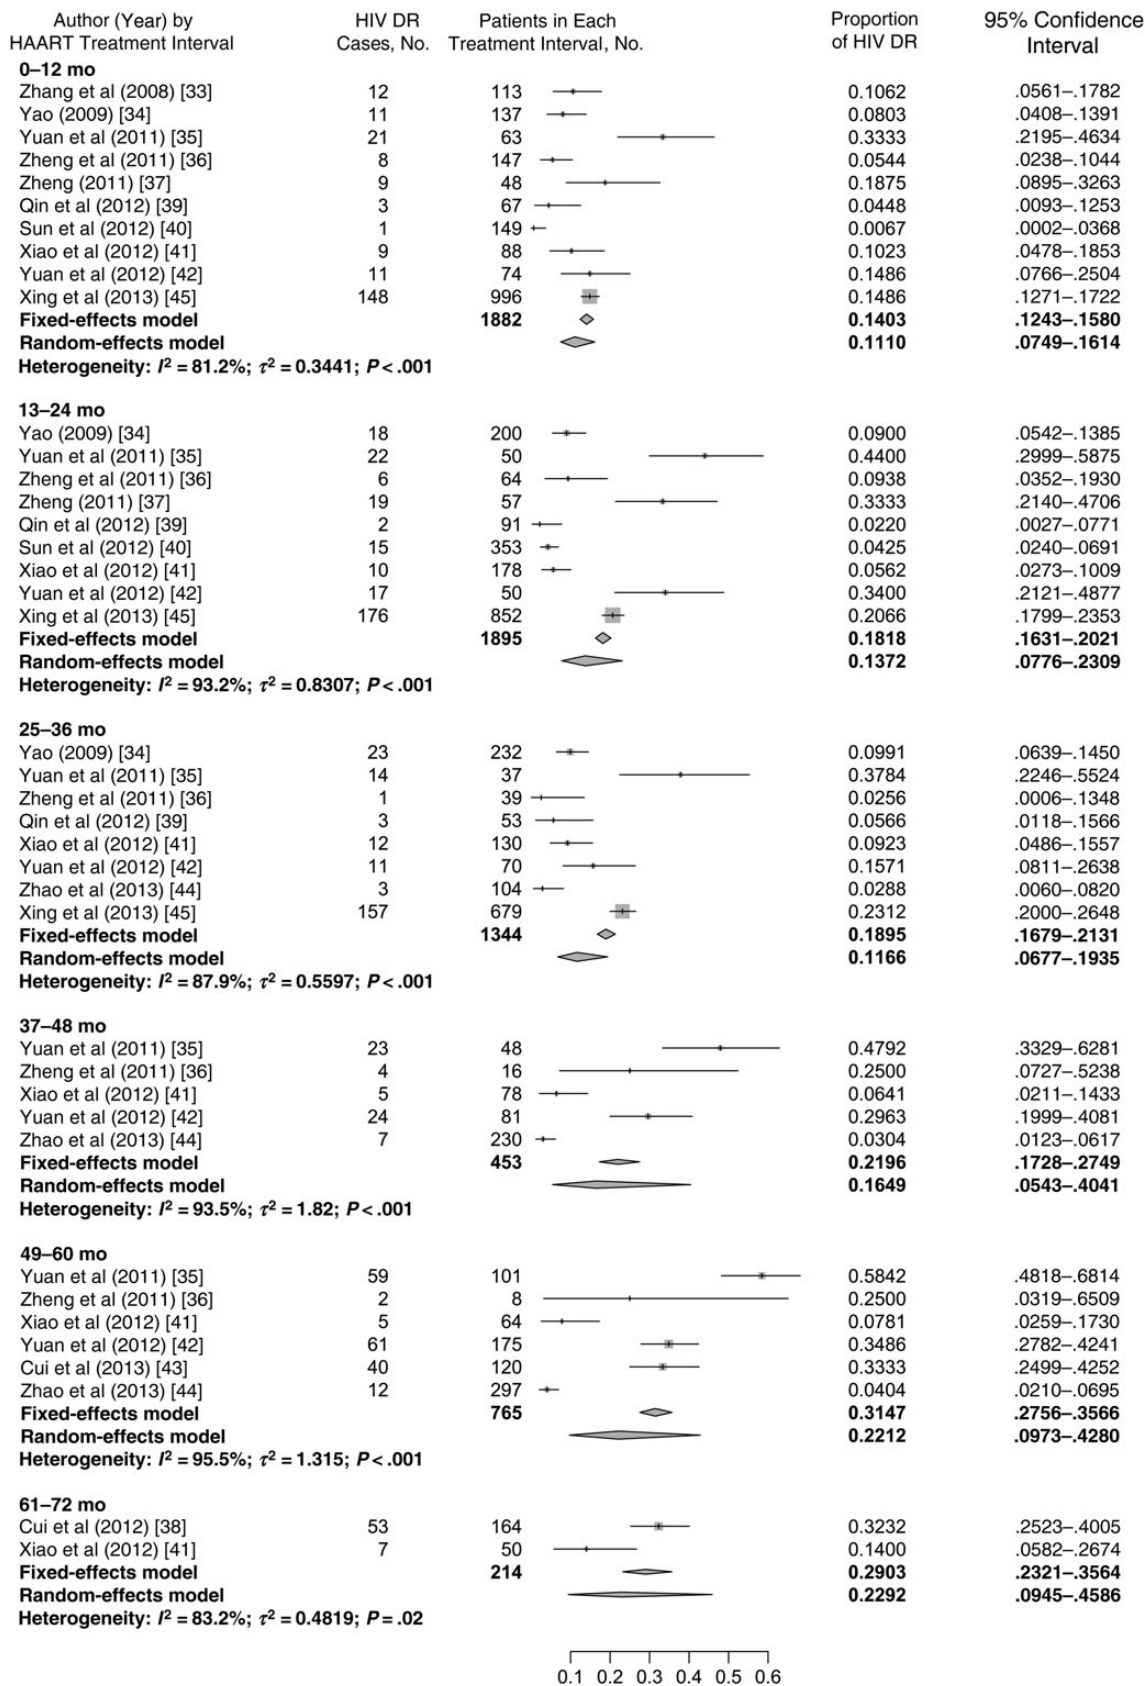 Author (Year) by HAART Treatment Interval HIV DR Cases, No. Patients in Each Treatment Interval, No. Proportion of HIV DR 95% Confidence Interval
0–12 mo
Zhang et al (2008) [33] 12 113 0.1062 .0561–.1782
Yao (2009) [34] 11 137 0.0803 .0408–.1391
Yuan et al (2011) [35] 21 63 0.3333 .2195–.4634
Zheng et al (2011) [36] 8 147 0.0544 .0238–.1044
Zheng (2011) [37] 9 48 0.1875 .0895–.3263
Qin et al (2012) [39] 3 67 0.0448 .0093–.1253
Sun et al (2012) [40] 1 149 0.0067 .0002–.0368
Xiao et al (2012) [41] 9 88 0.1023 .0478–.1853
Yuan et al (2012) [42] 11 74 0.1486 .0766–.2504
Xing et al (2013) [45] 148 996 0.1486 .1271–.1722
Fixed-effects model 1882 0.1403 .1243–.1580
Random-effects model 0.1110 .0749–.1614
Heterogeneity: I² = 81.2%; τ² = 0.3441; P < .001
13–24 mo
Yao (2009) [34] 18 200 0.0900 .0542–.1385
Yuan et al (2011) [35] 22 50 0.4400 .2999–.5875
Zheng et al (2011) [36] 6 64 0.0938 .0352–.1930
Zheng (2011) [37] 19 57 0.3333 .2140–.4706
Qin et al (2012) [39] 2 91 0.0220 .0027–.0771
Sun et al (2012) [40] 15 353 0.0425 .0240–.0691
Xiao et al (2012) [41] 10 178 0.0562 .0273–.1009
Yuan et al (2012) [42] 17 50 0.3400 .2121–.4877
Xing et al (2013) [45] 176 852 0.2066 .1799–.2353
Fixed-effects model 1895 0.1818 .1631–.2021
Random-effects model 0.1372 .0776–.2309
Heterogeneity: I² = 93.2%; τ² = 0.8307; P < .001
25–36 mo
Yao (2009) [34] 23 232 0.0991 .0639–.1450
Yuan et al (2011) [35] 14 37 0.3784 .2246–.5524
Zheng et al (2011) [36] 1 39 0.0256 .0006–.1348
Qin et al (2012) [39] 3 53 0.0566 .0118–.1566
Xiao et al (2012) [41] 12 130 0.0923 .0486–.1557
Yuan et al (2012) [42] 11 70 0.1571 .0811–.2638
Zhao et al (2013) [44] 3 104 0.0288 .0060–.0820
Xing et al (2013) [45] 157 679 0.2312 .2000–.2648
Fixed-effects model 1344 0.1895 .1679–.2131
Random-effects model 0.1166 .0677–.1935
Heterogeneity: I² = 87.9%; τ² = 0.5597; P < .001
37–48 mo
Yuan et al (2011) [35] 23 48 0.4792 .3329–.6281
Zheng et al (2011) [36] 4 16 0.2500 .0727–.5238
Xiao et al (2012) [41] 5 78 0.0641 .0211–.1433
Yuan et al (2012) [42] 24 81 0.2963 .1999–.4081
Zhao et al (2013) [44] 7 230 0.0304 .0123–.0617
Fixed-effects model 453 0.2196 .1728–.2749
Random-effects model 0.1649 .0543–.4041
Heterogeneity: I² = 93.5%; τ² = 1.82; P < .001
49–60 mo
Yuan et al (2011) [35] 59 101 0.5842 .4818–.6814
Zheng et al (2011) [36] 2 8 0.2500 .0319–.6509
Xiao et al (2012) [41] 5 64 0.0781 .0259–.1730
Yuan et al (2012) [42] 61 175 0.3486 .2782–.4241
Cui et al (2013) [43] 40 120 0.3333 .2499–.4252
Zhao et al (2013) [44] 12 297 0.0404 .0210–.0695
Fixed-effects model 765 0.3147 .2756–.3566
Random-effects model 0.2212 .0973–.4280
Heterogeneity: I² = 95.5%; τ² = 1.315; P < .001
61–72 mo
Cui et al (2012) [38] 53 164 0.3232 .2523–.4005
Xiao et al (2012) [41] 7 50 0.1400 .0582–.2674
Fixed-effects model 214 0.2903 .2321–.3564
Random-effects model 0.2292 .0945–.4586
Heterogeneity: I² = 83.2%; τ² = 0.4819; P = .02
0.1 0.2 0.3 0.4 0.5 0.6